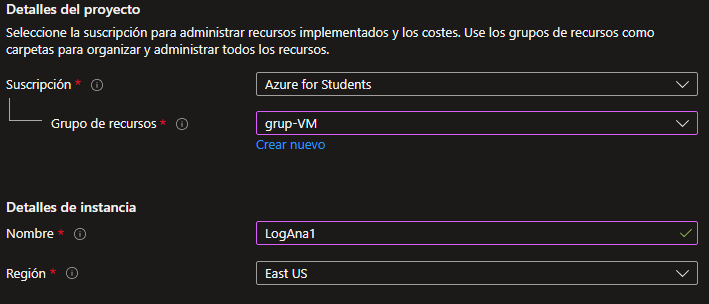 Detalles del proyecto
Seleccione la suscripción para administrar recursos implementados y los costes. Use los grupos de recursos como
carpetas para organizar y administrar todos los recursos.
Suscripción * Azure for Students
Grupo de recursos * grup-VM
Crear nuevo
Detalles de instancia
Nombre * LogAna1
Región * East US